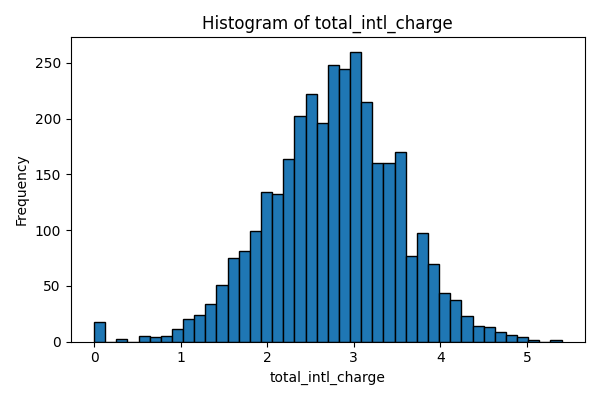 Histogram of total_intl_charge
250
200
150
100
50
0
Frequency
0 1 2 3 4 5
total_intl_charge